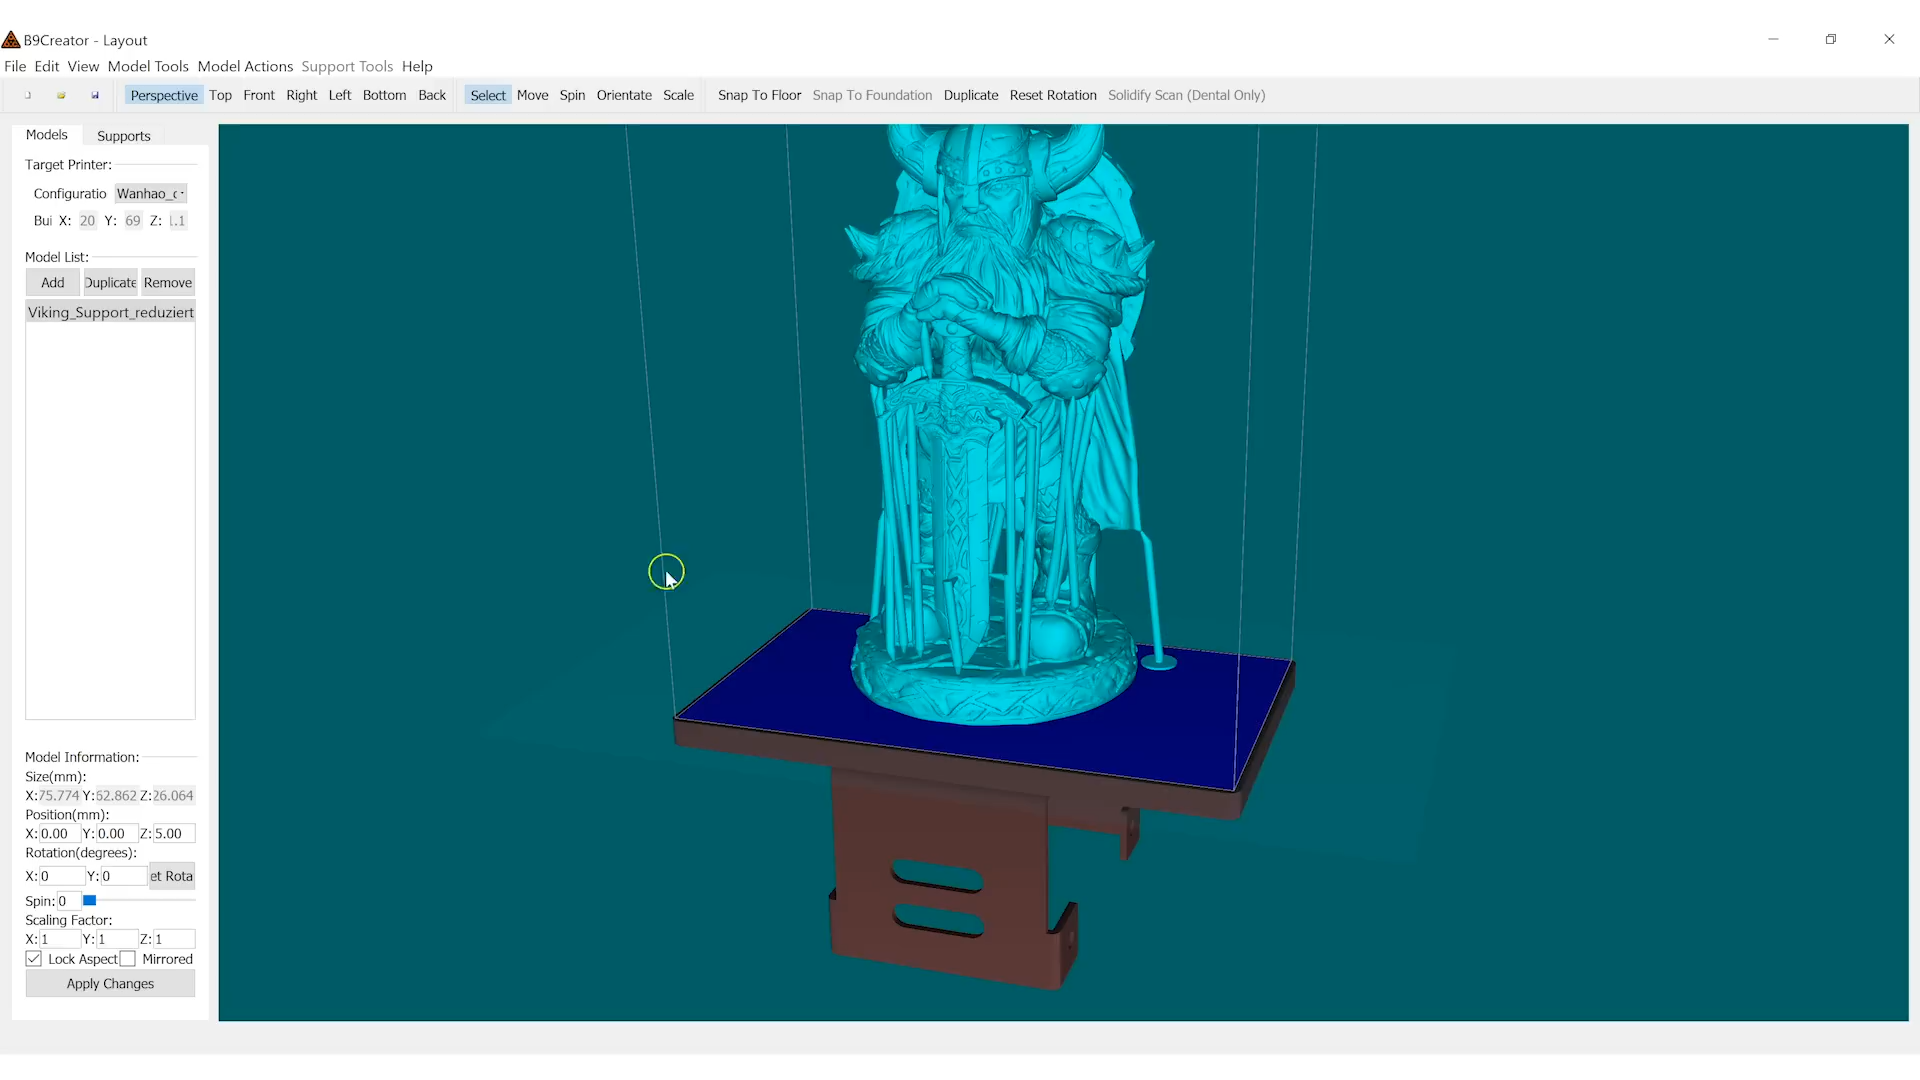 B9Creator - Layout
File Edit View Model Tools Model Actions Support Tools Help
Perspective Top Front Right Left Bottom Back Select Move Spin Orientate Scale Snap To Floor Snap To Foundation Duplicate Reset Rotation Solidify Scan (Dental Only)
Models Supports
Target Printer:
Configuratio Wanhao_c
Bui X: 20 Y: 69 Z: 1.1
Model List:
Add Duplicate Remove
Viking_Support_reduziert
Model Information:
Size(mm):
X:75.774 Y:62.862 Z:26.064
Position(mm):
X:0.00 Y:0.00 Z:5.00
Rotation(degrees):
X:0 Y:0 et Rota
Spin: 0
Scaling Factor:
X:1 Y:1 Z:1
Lock Aspect Mirrored
Apply Changes